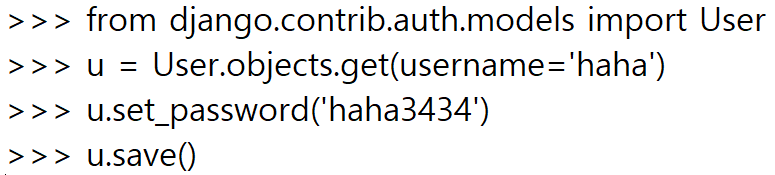 >>> from django.contrib.auth.models import User
>>> u = User.objects.get(username='haha')
>>> u.set_password('haha3434')
>>> u.save()